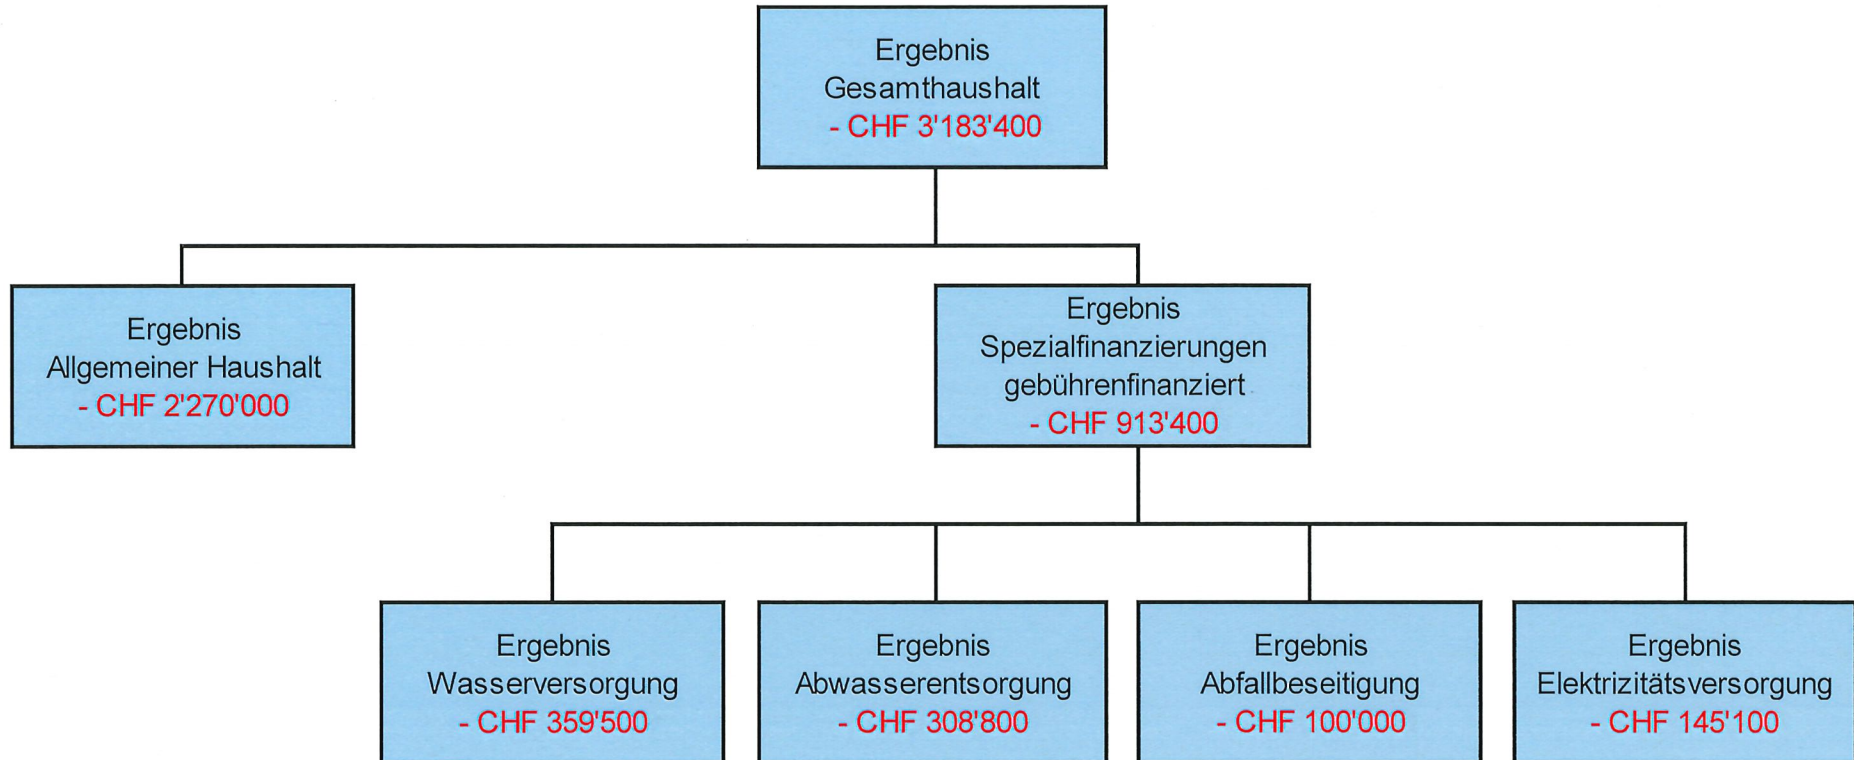 Ergebnis
Gesamthaushalt
- CHF 3'183'400
Ergebnis
Allgemeiner Haushalt
- CHF 2'270'000
Ergebnis
Spezialfinanzierungen
gebührenfinanziert
- CHF 913'400
Ergebnis
Wasserversorgung
- CHF 359'500
Ergebnis
Abwasserentsorgung
- CHF 308'800
Ergebnis
Abfallbeseitigung
- CHF 100'000
Ergebnis
Elektrizitätsversorgung
- CHF 145'100